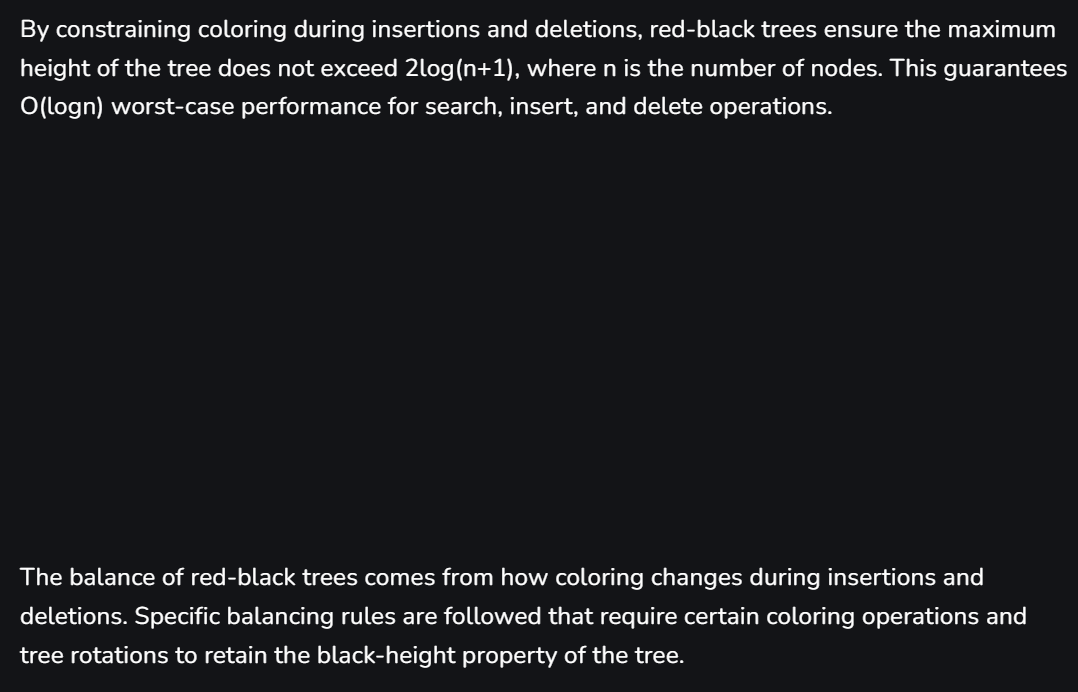 By constraining coloring during insertions and deletions, red-black trees ensure the maximum
height of the tree does not exceed 2log(n+1), where n is the number of nodes. This guarantees
O(logn) worst-case performance for search, insert, and delete operations.
The balance of red-black trees comes from how coloring changes during insertions and
deletions. Specific balancing rules are followed that require certain coloring operations and
tree rotations to retain the black-height property of the tree.